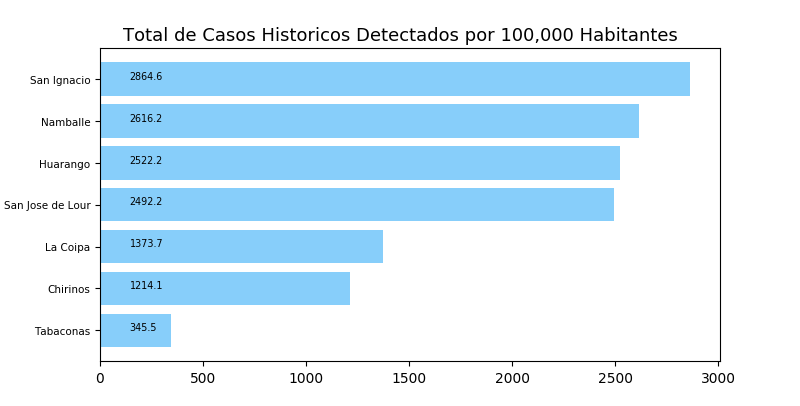 Total de Casos Historicos Detectados por 100,000 Habitantes
San Ignacio 2864.6
Namballe 2616.2
Huarango 2522.2
San Jose de Lour 2492.2
La Coipa 1373.7
Chirinos 1214.1
Tabaconas 345.5
0 500 1000 1500 2000 2500 3000